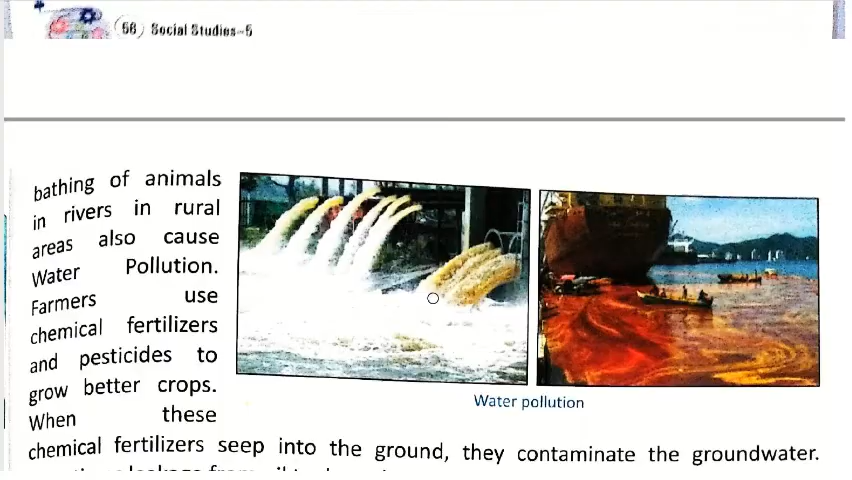 56 Social Studies-5
bathing of animals
in rivers in rural
areas also cause
Water Pollution.
Farmers use
chemical fertilizers
and pesticides to
grow better crops.
When these
Water pollution
chemical fertilizers seep into the ground, they contaminate the groundwater.